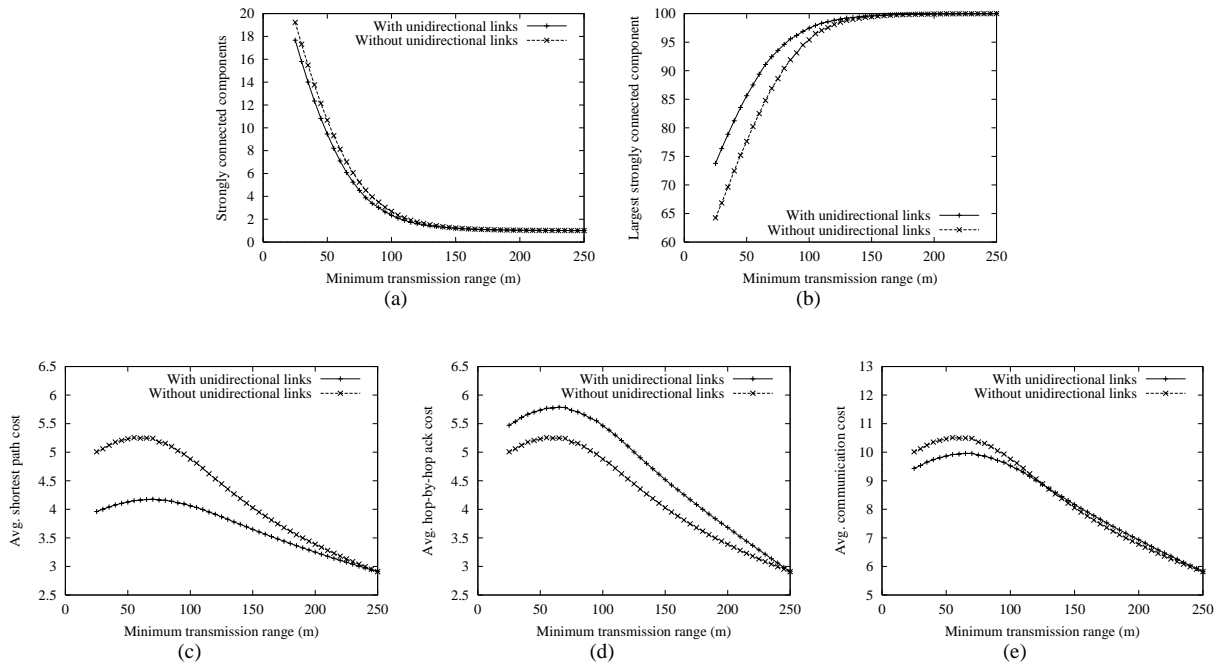 Strongly connected components
20
18
16
14
12
10
8
6
4
2
0
With unidirectional links
Without unidirectional links
0 50 100 150 200 250
Minimum transmission range (m)
(a)
Largest strongly connected component
100
95
90
85
80
75
70
65
60
With unidirectional links
Without unidirectional links
0 50 100 150 200 250
Minimum transmission range (m)
(b)
Avg. shortest path cost
6.5
6
5.5
5
4.5
4
3.5
3
2.5
With unidirectional links
Without unidirectional links
0 50 100 150 200 250
Minimum transmission range (m)
(c)
Avg. hop-by-hop ack cost
6.5
6
5.5
5
4.5
4
3.5
3
2.5
With unidirectional links
Without unidirectional links
0 50 100 150 200 250
Minimum transmission range (m)
(d)
Avg. communication cost
13
12
11
10
9
8
7
6
5
With unidirectional links
Without unidirectional links
0 50 100 150 200 250
Minimum transmission range (m)
(e)